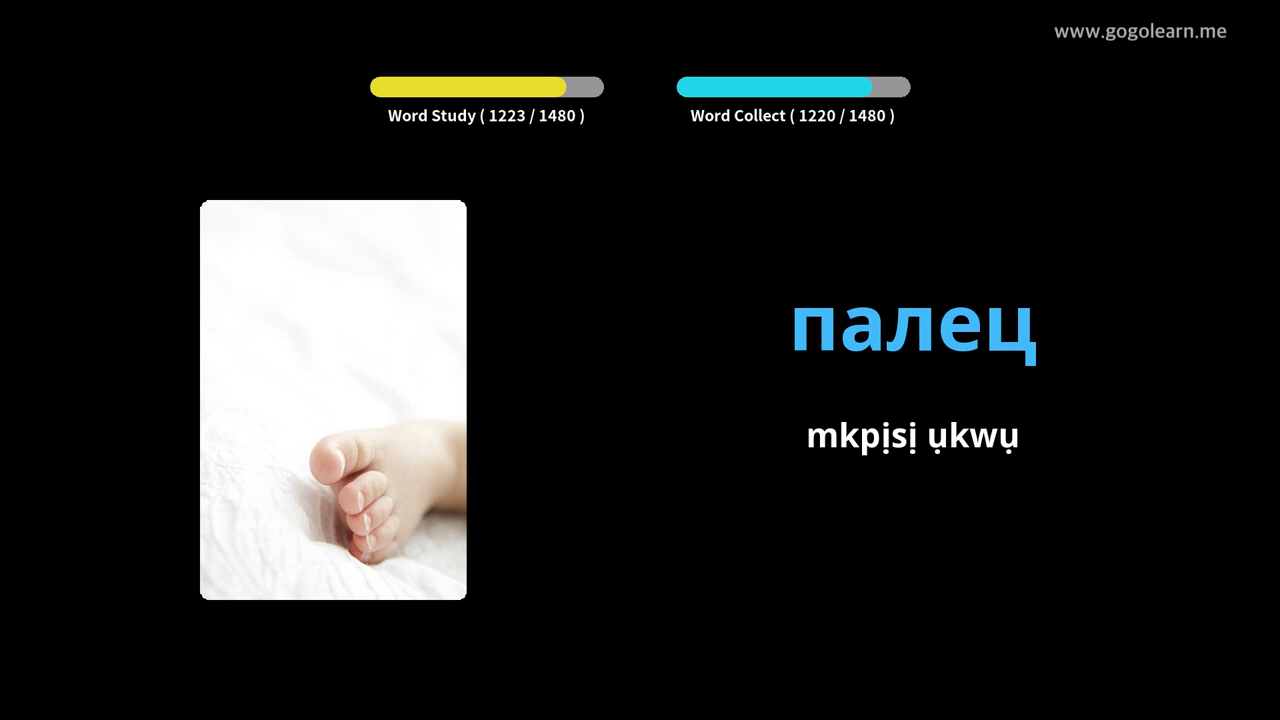 www.gogolearn.me
Word Study ( 1223 / 1480 )
Word Collect ( 1220 / 1480 )
палец
mkpịsị ụkwụ